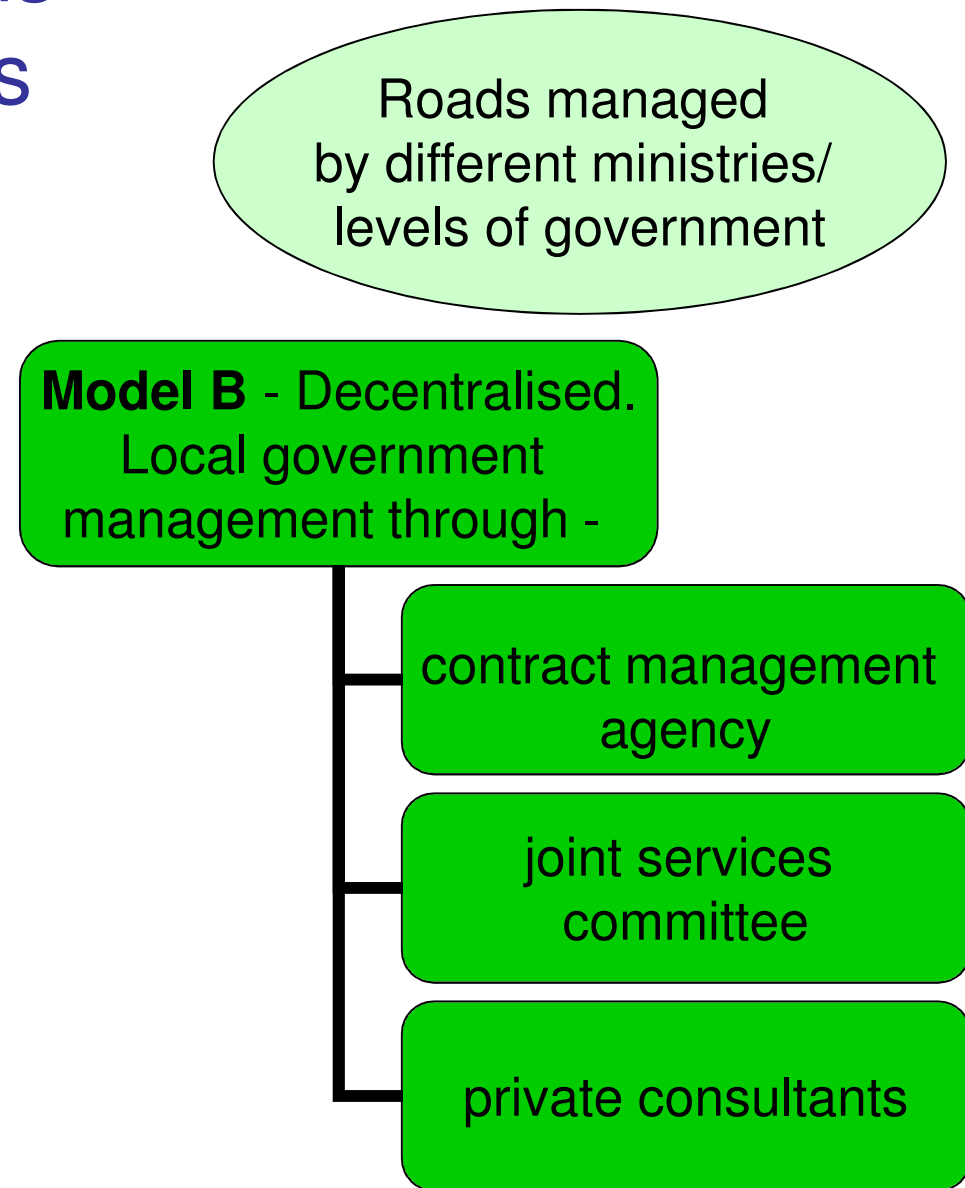 s
Roads managed
by different ministries/
levels of government
Model B - Decentralised.
Local government
management through -
contract management
agency
joint services
committee
private consultants